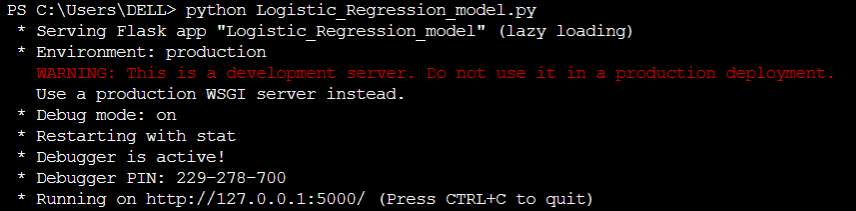 PS C:\Users\DELL> python Logistic_Regression_model.py
* Serving Flask app "Logistic_Regression_model" (lazy loading)
* Environment: production
WARNING: This is a development server. Do not use it in a production deployment.
Use a production WSGI server instead.
* Debug mode: on
* Restarting with stat
* Debugger is active!
* Debugger PIN: 229-278-700
* Running on http://127.0.0.1:5000/ (Press CTRL+C to quit)